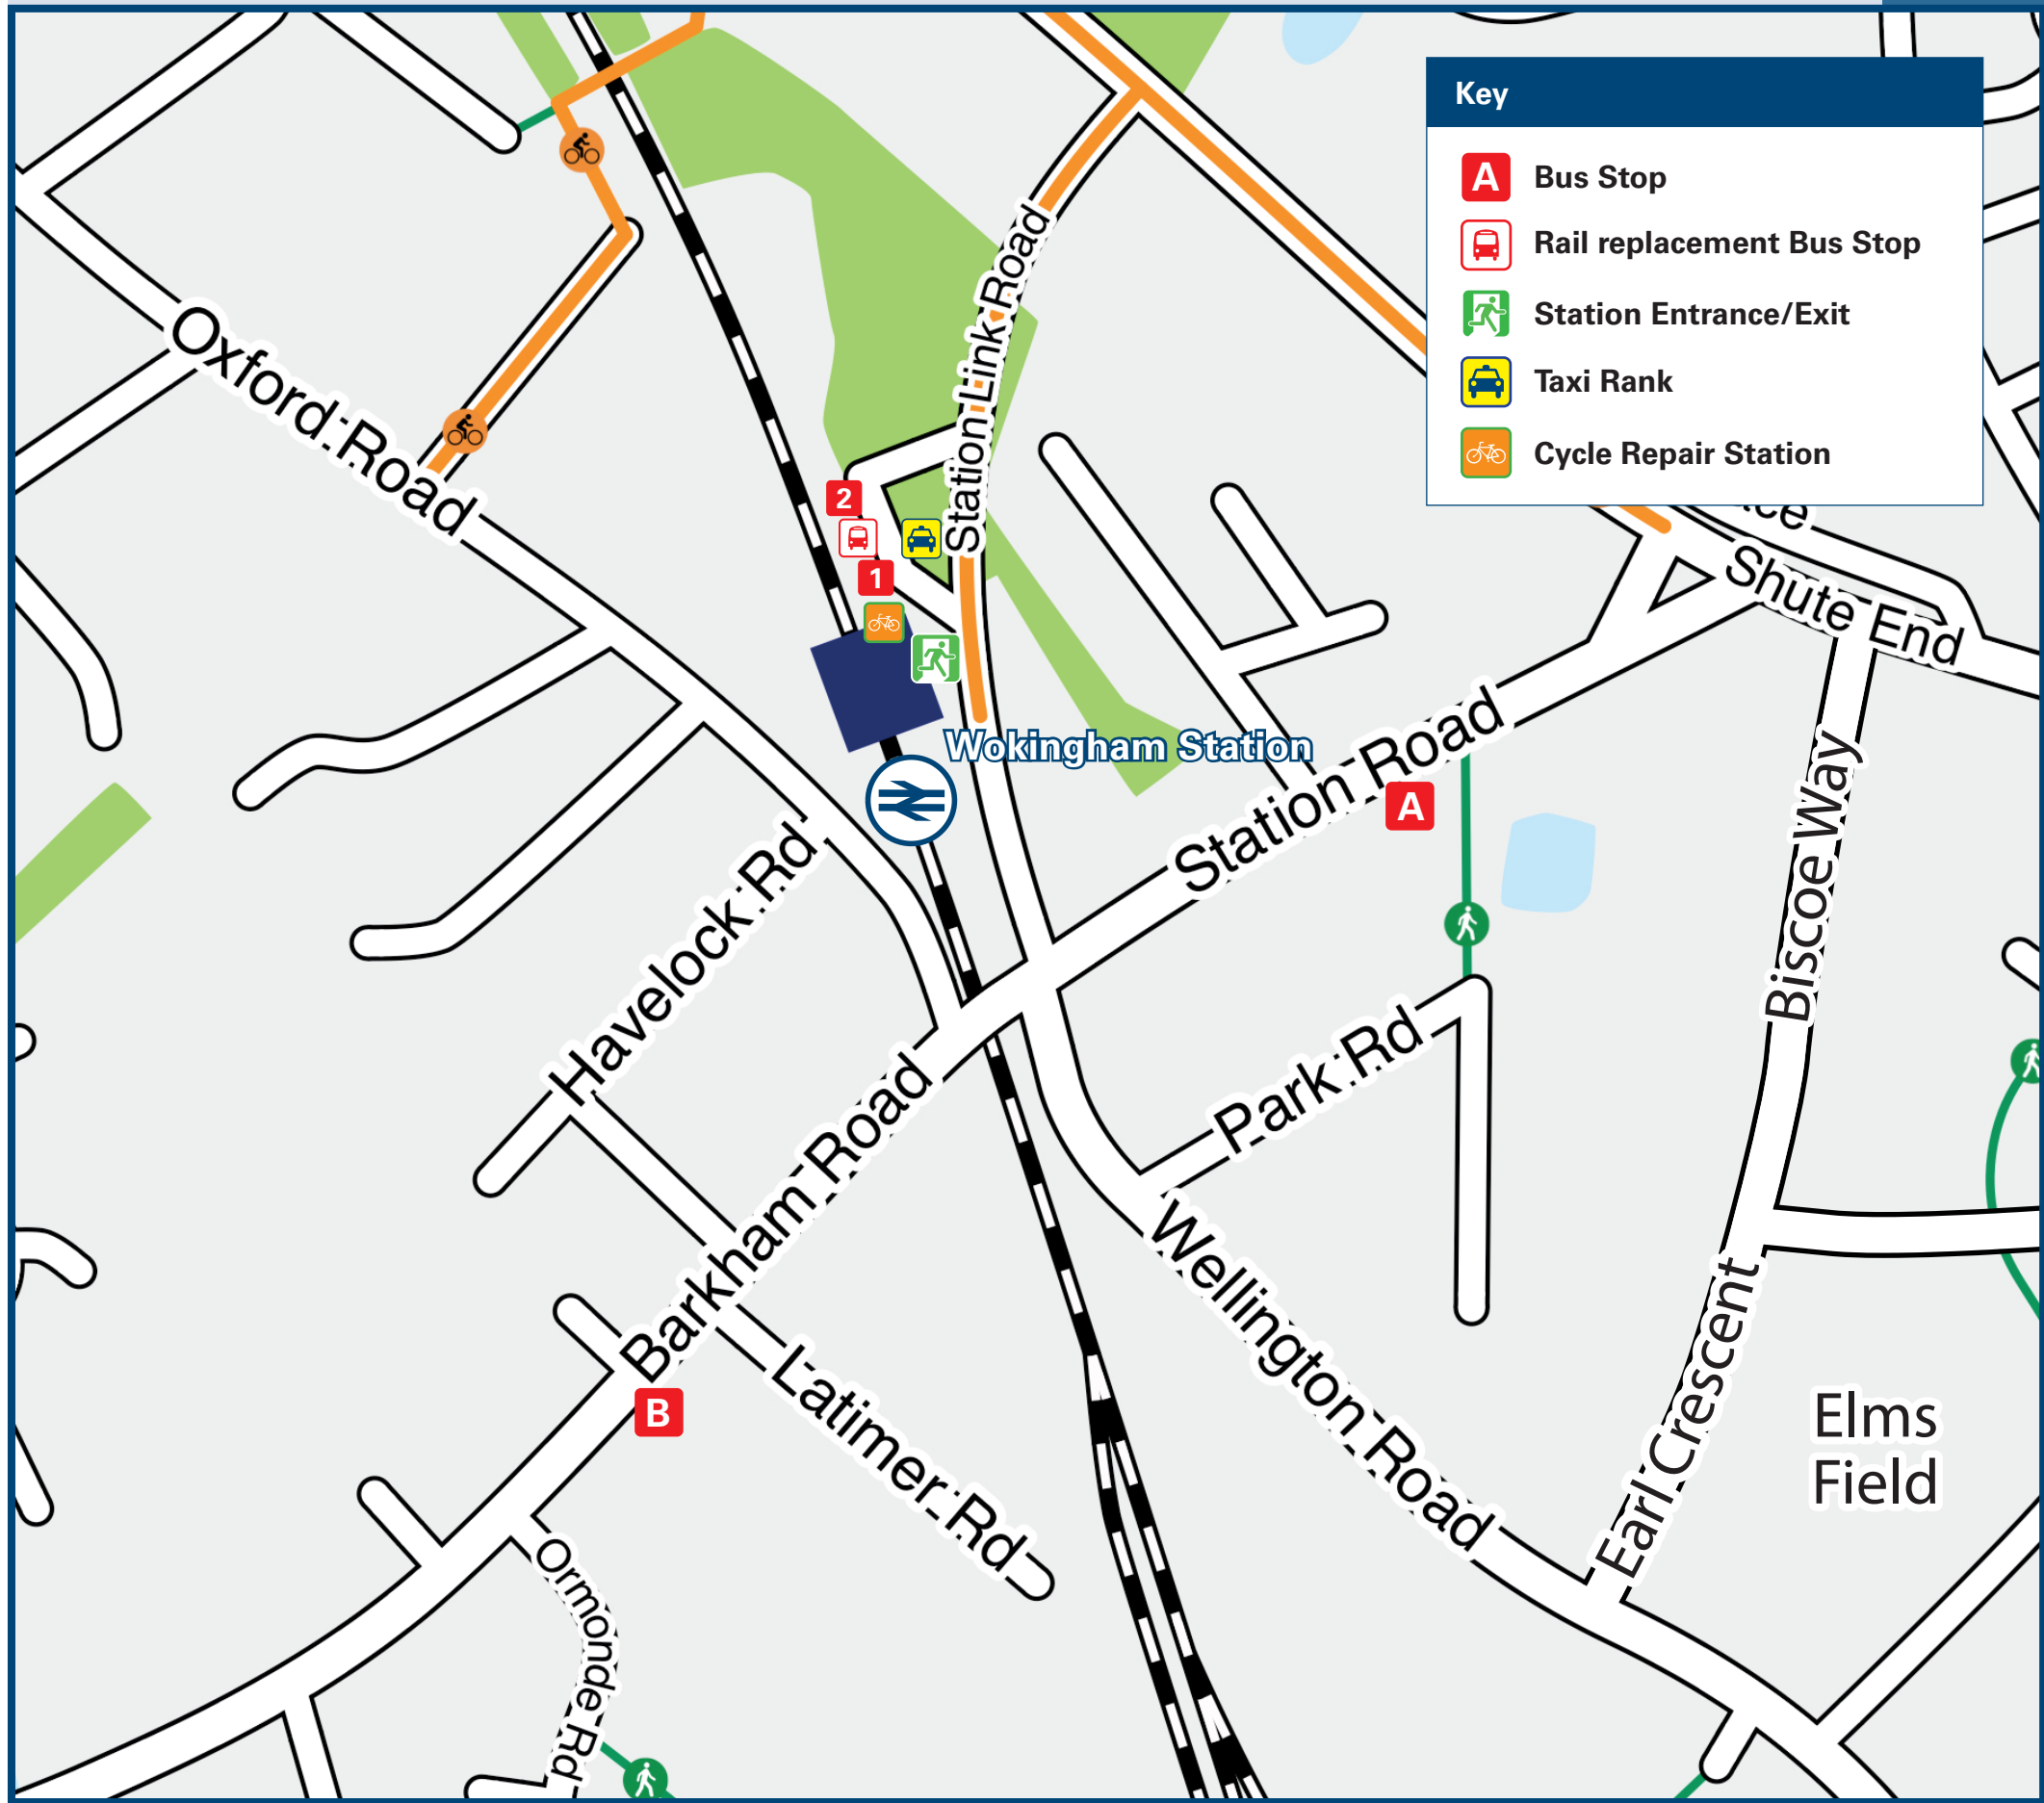 Key
A Bus Stop
Rail replacement Bus Stop
Station Entrance/Exit
Taxi Rank
Cycle Repair Station
Oxford Road
Station Link Road
2
1
Shute End
Wokingham Station
Station Road
A
Biscoe Way
Havelock Rd
Park Rd
Barkham Road
Wellington Road
Latimer Rd
B
Earl Crescent
Elms
Field
Ormonde Rd